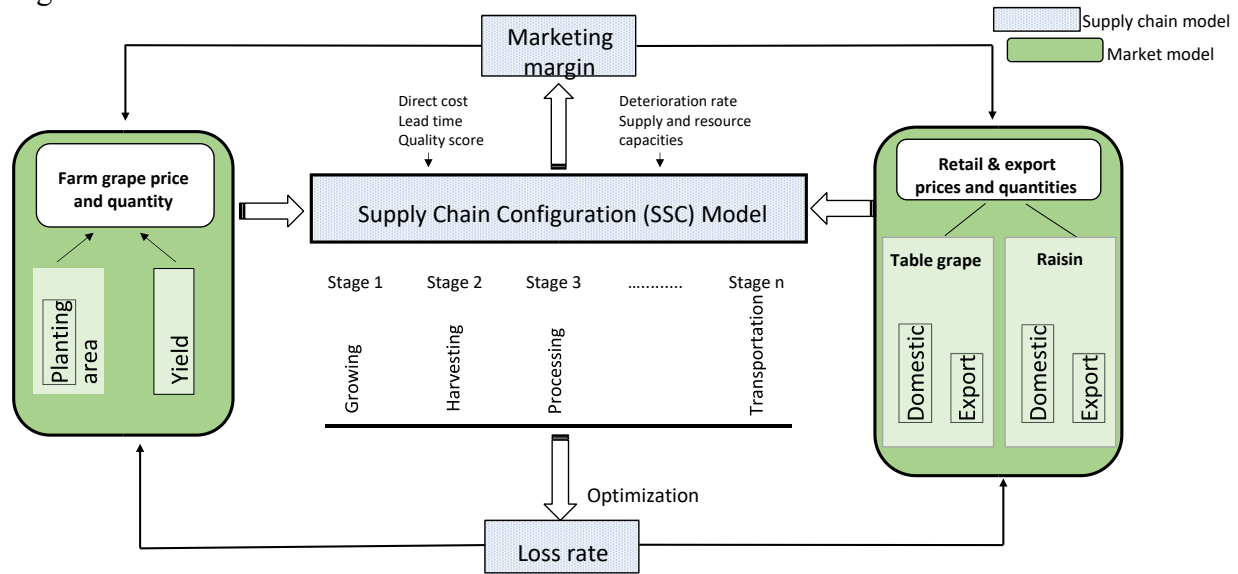 Supply chain model
Market model
Marketing
margin
Direct cost
Lead time
Quality score
Deterioration rate
Supply and resource
capacities
Farm grape price
and quantity
Planting
area
Yield
Supply Chain Configuration (SSC) Model
Stage 1
Stage 2
Stage 3
............
Stage n
Growing
Harvesting
Processing
Transportation
Retail & export
prices and quantities
Table grape
Raisin
Domestic
Export
Domestic
Export
Optimization
Loss rate